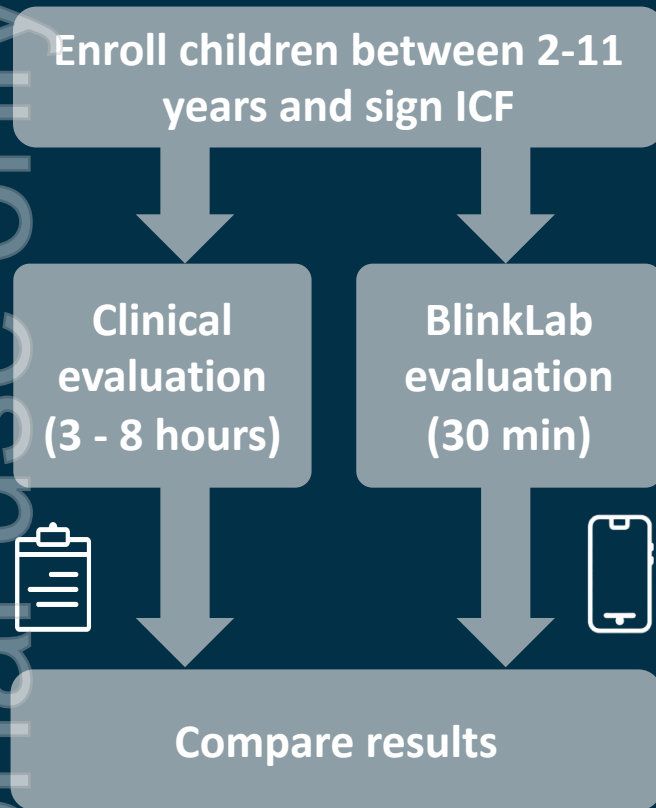 Enroll children between 2-11
years and sign ICF
Clinical
evaluation
(3 - 8 hours)
BlinkLab
evaluation
(30 min)
Compare results